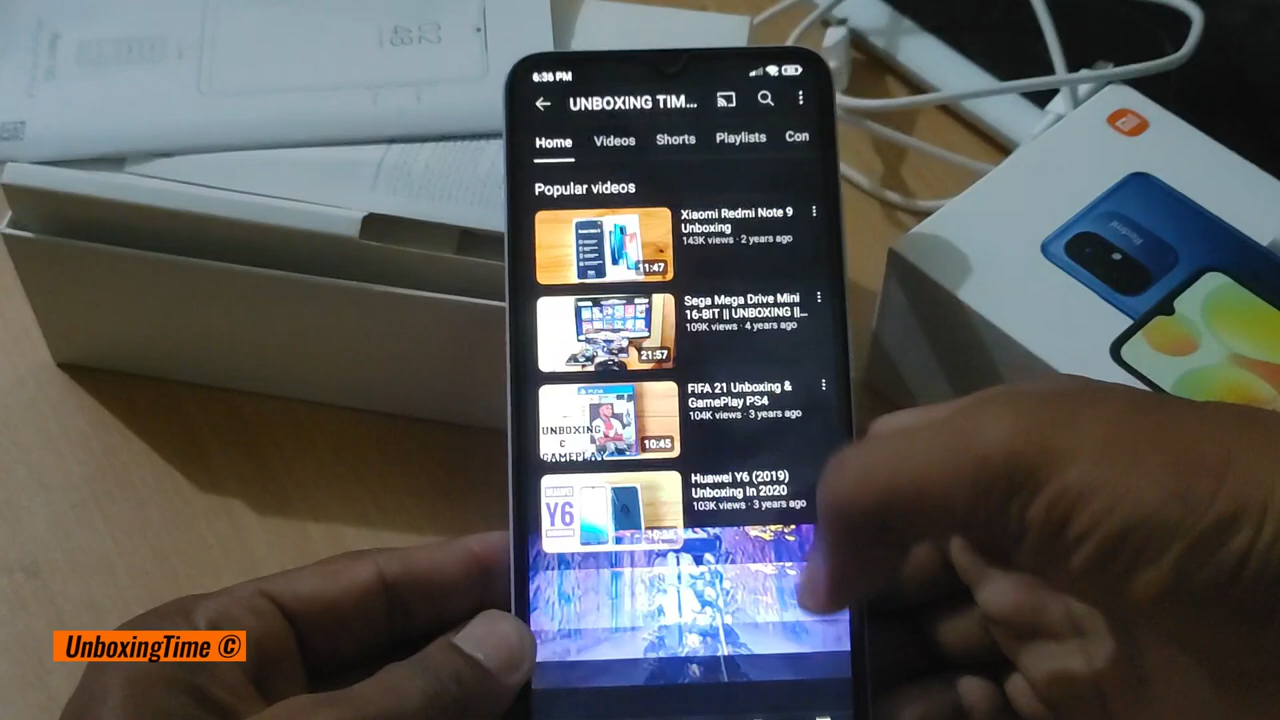 6:36 PM
UNBOXING TIM...
Home Videos Shorts Playlists Con
Popular videos
Xiaomi Redmi Note 9
Unboxing
143K views · 2 years ago
11:47
Sega Mega Drive Mini
16-BIT || UNBOXING ||...
109K views · 4 years ago
21:57
FIFA 21 Unboxing &
GamePlay PS4
104K views · 3 years ago
UNBOXING
&
GAMEPLAY
10:45
Huawei Y6 (2019)
Unboxing In 2020
103K views · 3 years ago
Y6
Redmi
02
43
UnboxingTime ©